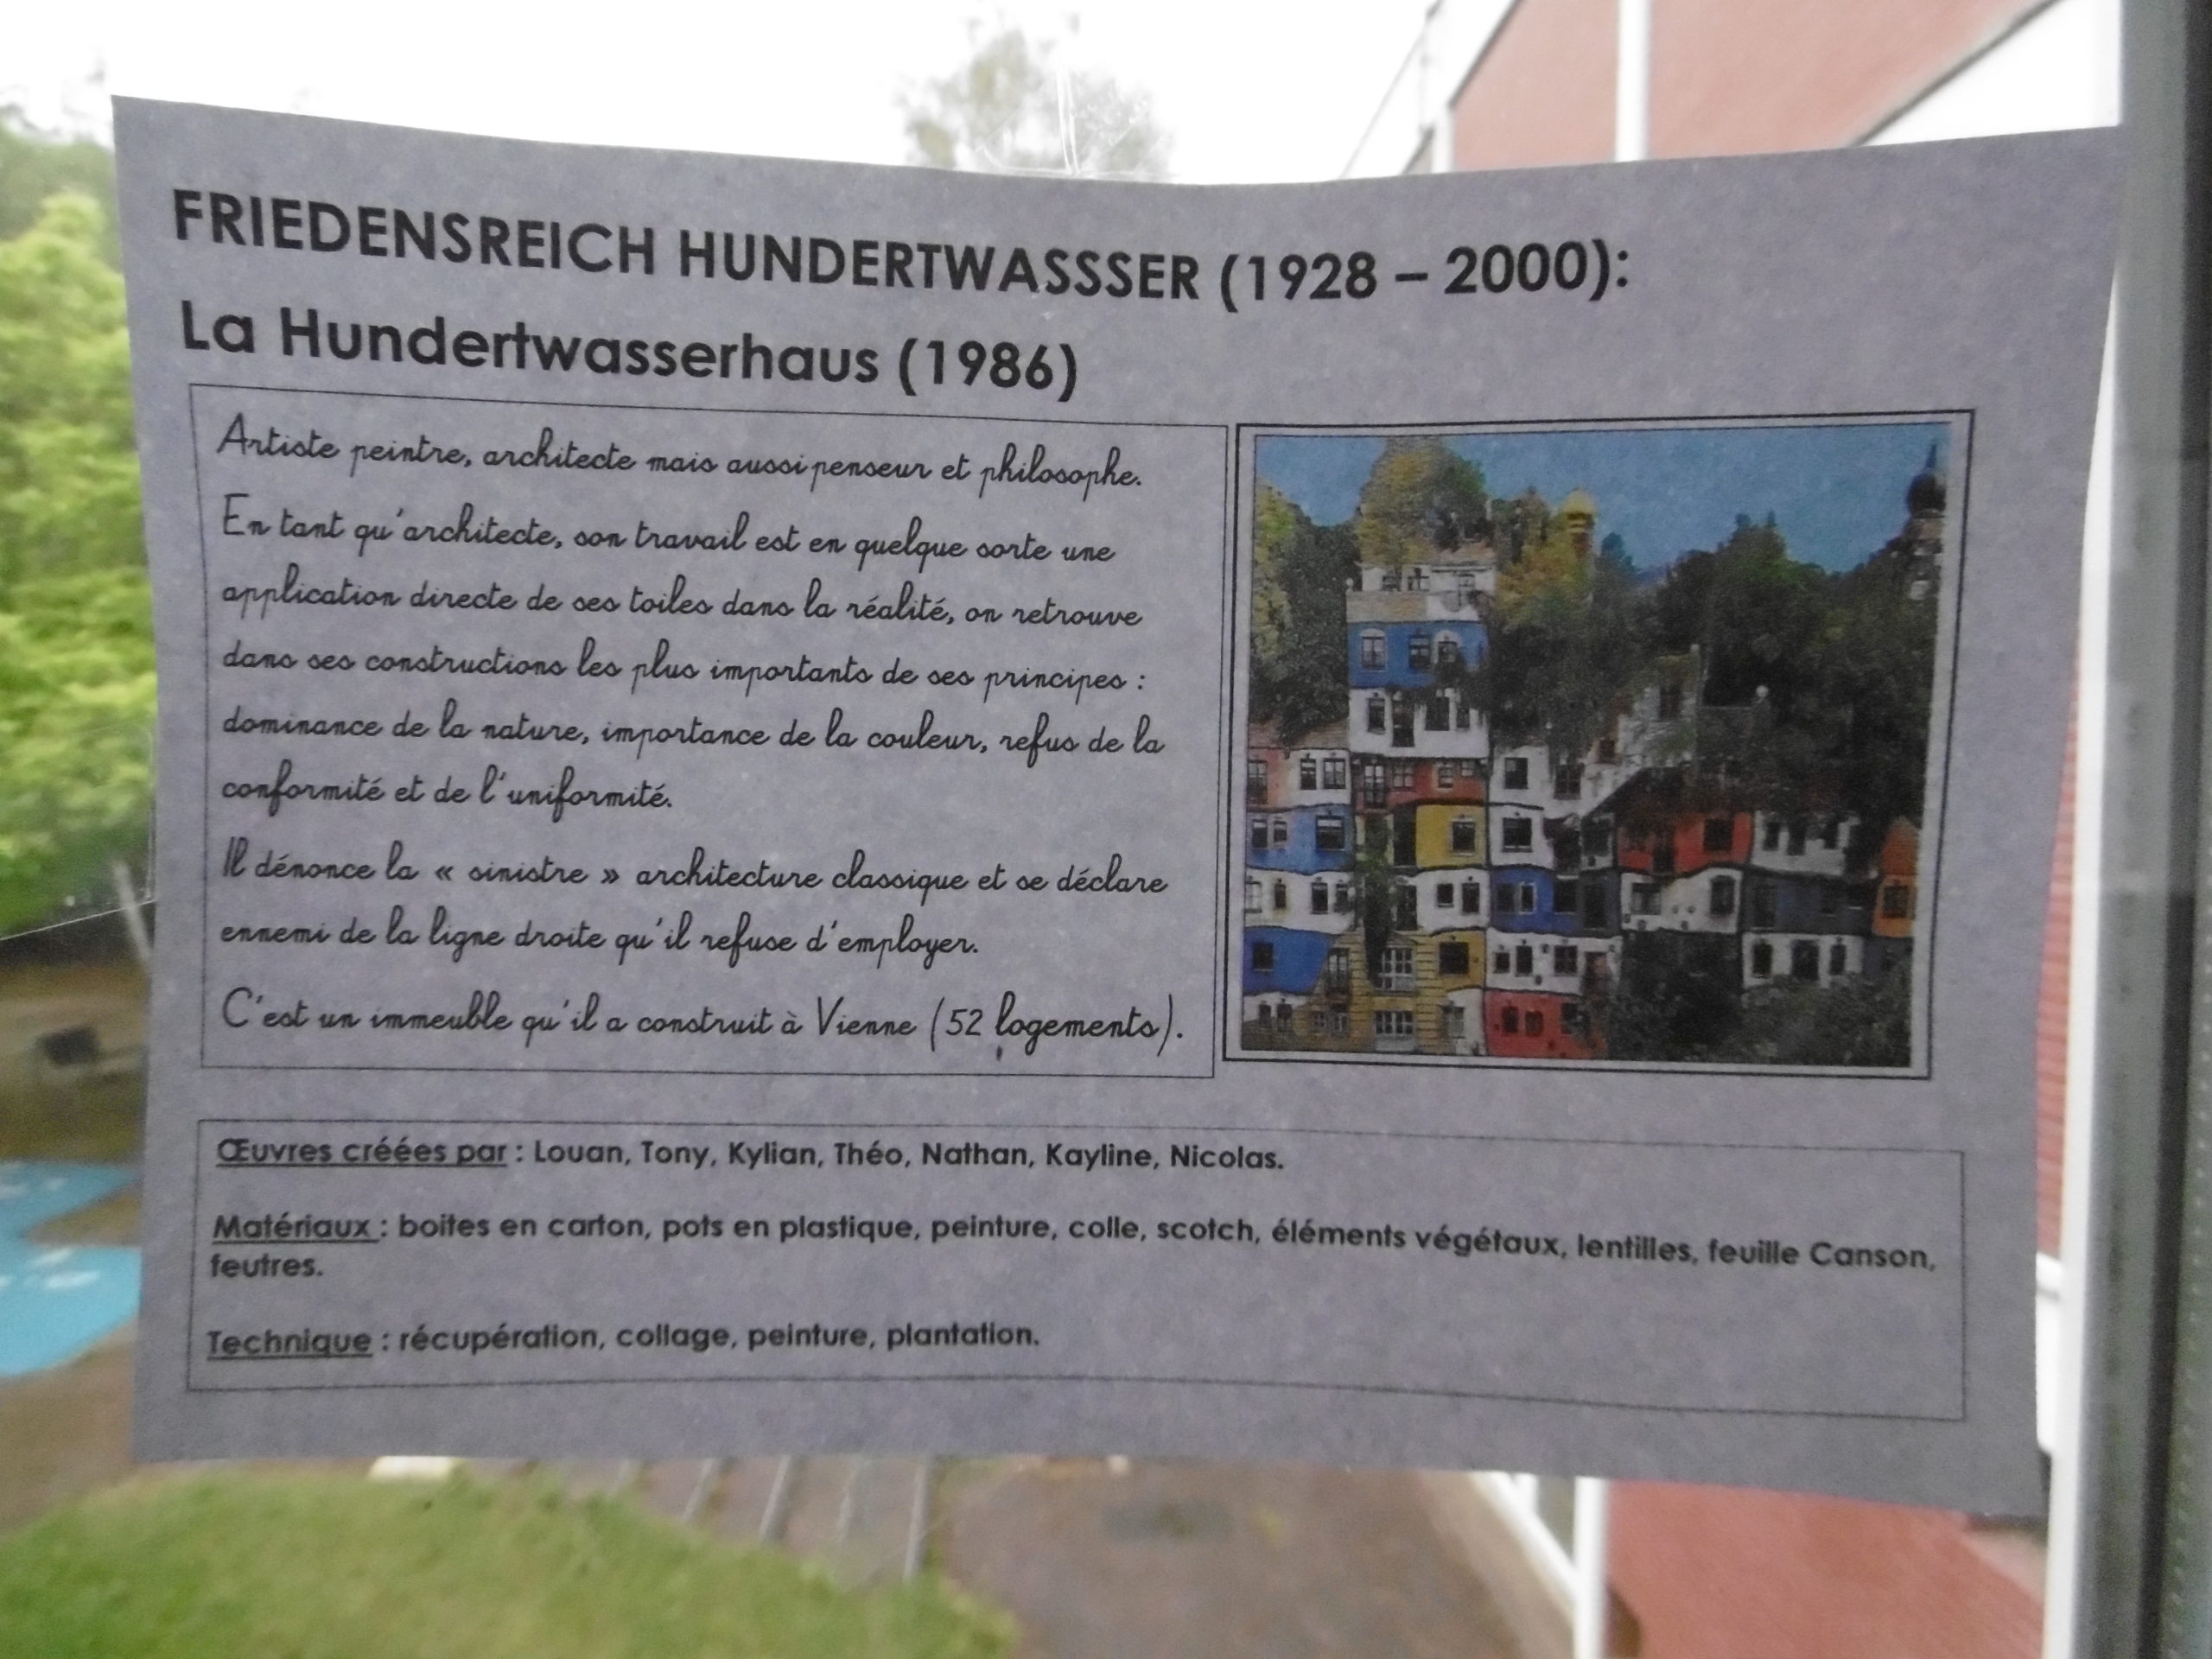 FRIEDENSREICH HUNDERTWASSSER (1928 – 2000):
La Hundertwasserhaus (1986)
Artiste peintre, architecte mais aussi penseur et philosophe.
En tant qu'architecte, son travail est en quelque sorte une
application directe de ses toiles dans la réalité, on retrouve
dans ses constructions les plus importants de ses principes :
dominance de la nature, importance de la couleur, refus de la
conformité et de l'uniformité.
Il dénonce la « sinistre » architecture classique et se déclare
ennemi de la ligne droite qu'il refuse d'employer.
C'est un immeuble qu'il a construit à Vienne (52 logements).
Œuvres créées par : Louan, Tony, Kylian, Théo, Nathan, Kayline, Nicolas.
Matériaux : boites en carton, pots en plastique, peinture, colle, scotch, éléments végétaux, lentilles, feuille Canson,
feutres.
Technique : récupération, collage, peinture, plantation.